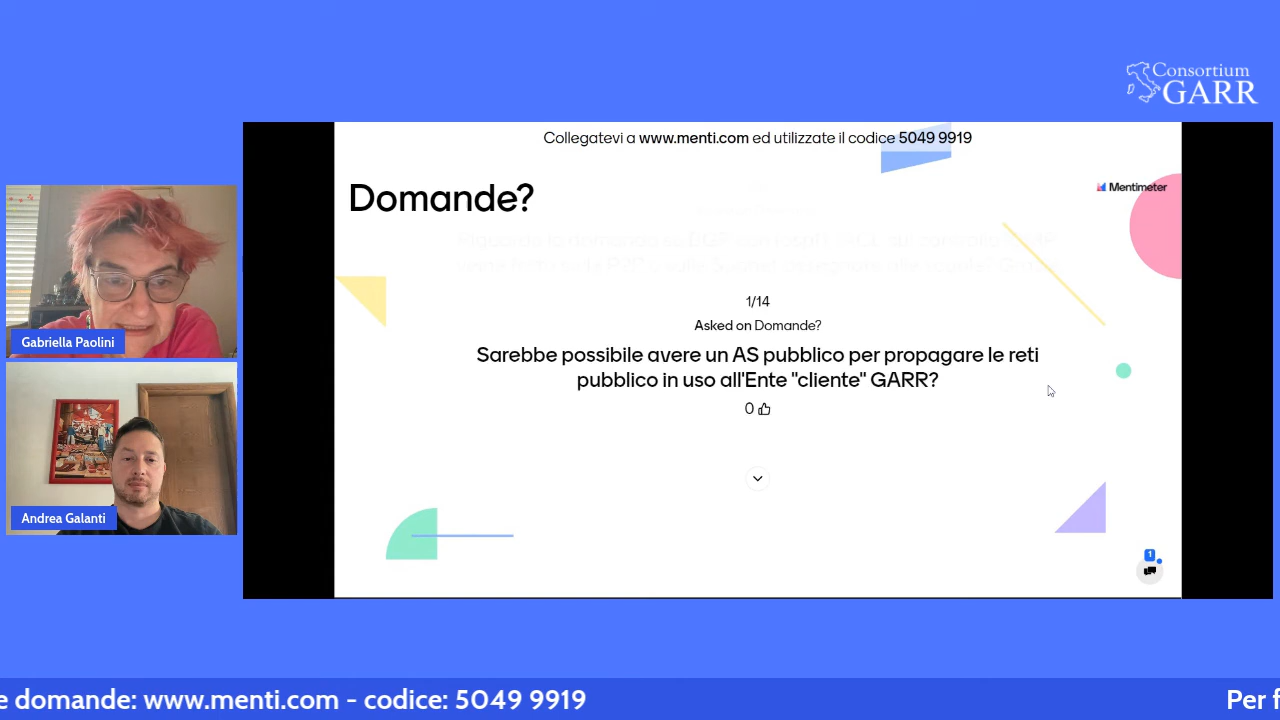 Consortium
GARR
Collegatevi a www.menti.com ed utilizzate il codice 5049 9919
Domande?
Mentimeter
1/14
Asked on Domande?
Sarebbe possibile avere un AS pubblico per propagare le reti
pubblico in uso all'Ente "cliente" GARR?
0
1
Gabriella Paolini
Andrea Galanti
e domande: www.menti.com - codice: 5049 9919
Per f